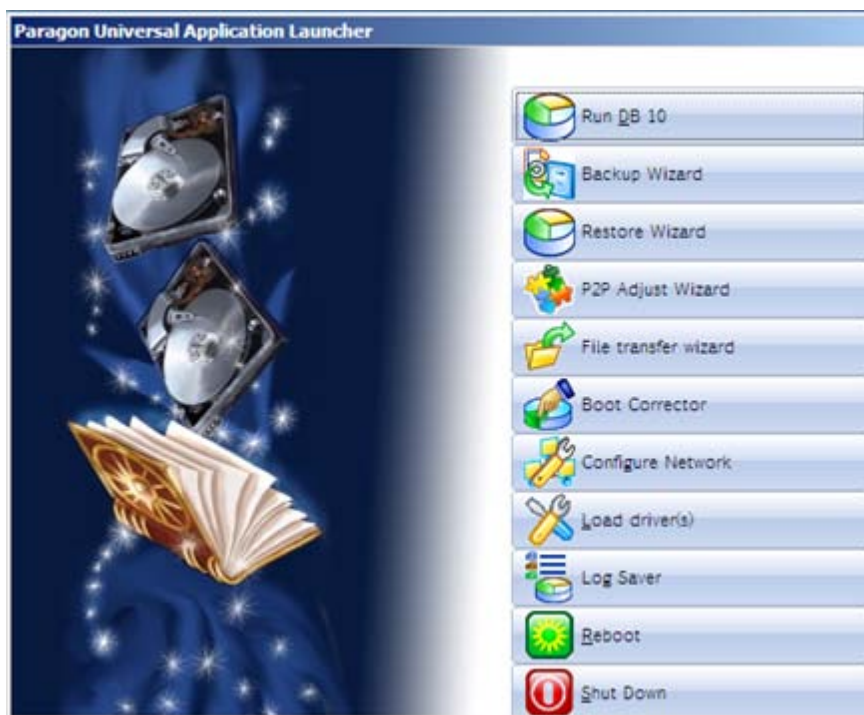 Paragon Universal Application Launcher
Run DB 10
Backup Wizard
Restore Wizard
P2P Adjust Wizard
File transfer wizard
Boot Corrector
Configure Network
Load driver(s)
Log Saver
Reboot
Shut Down